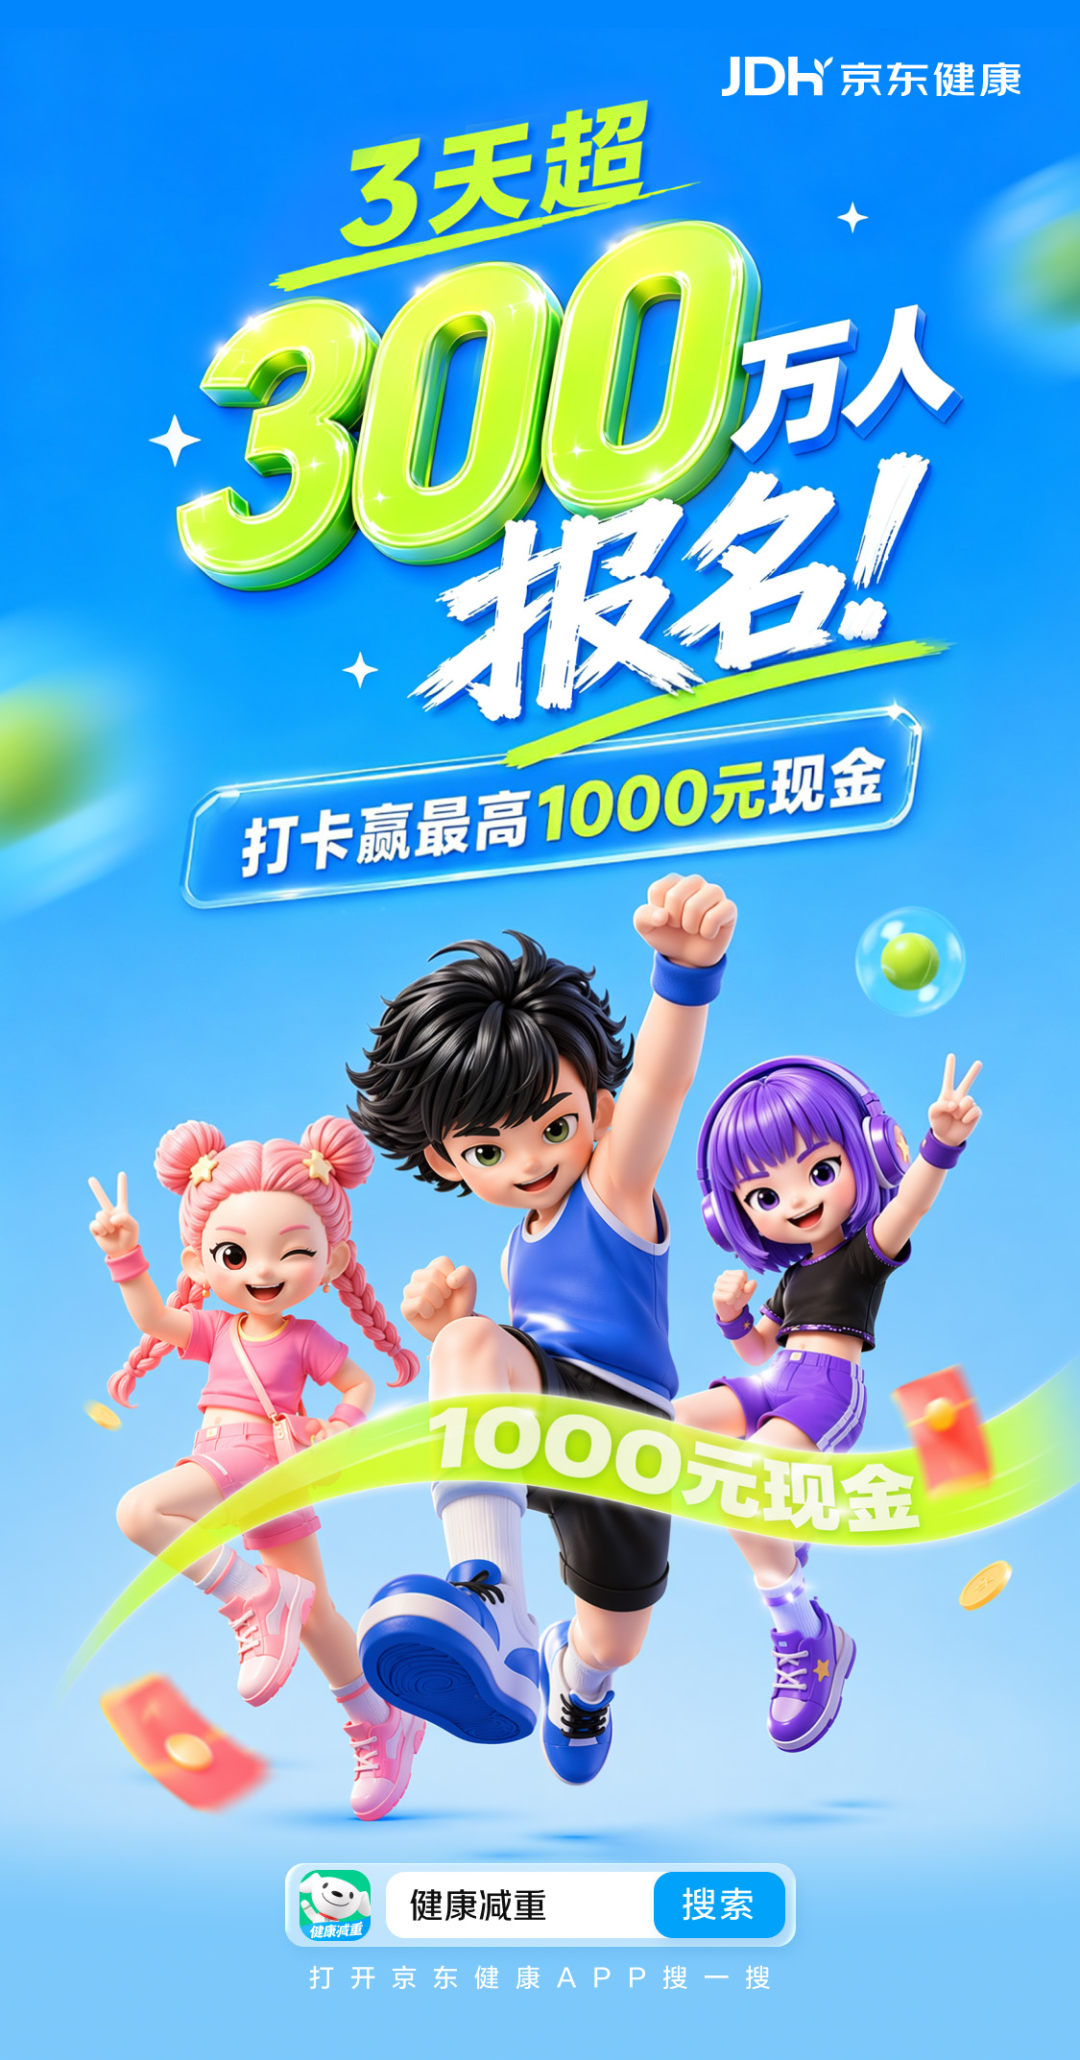 JDH 京东健康
3天超
300万人
报名!
打卡赢最高1000元现金
1000元现金
健康减重
健康减重 搜索
打开京东健康APP搜一搜